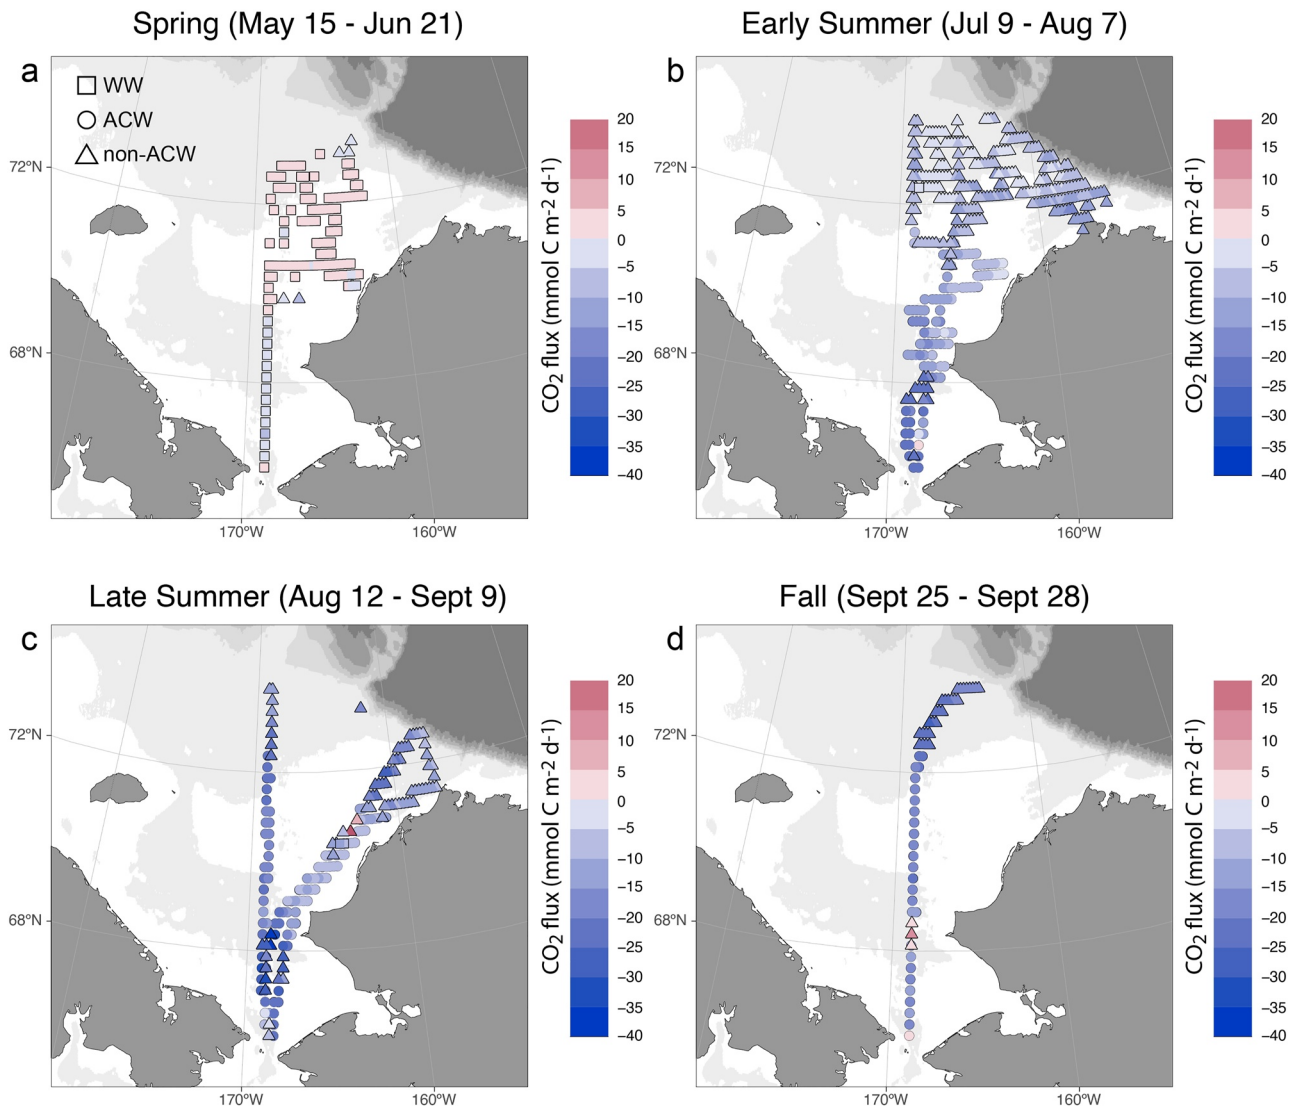 Spring (May 15 - Jun 21)
a
WW
ACW
non-ACW
72°N
68°N
170°W
160°W
20
15
10
5
0
−5
−10
−15
−20
−25
−30
−35
−40
CO2 flux (mmol C m-2 d-1)
Early Summer (Jul 9 - Aug 7)
b
72°N
68°N
170°W
160°W
20
15
10
5
0
−5
−10
−15
−20
−25
−30
−35
−40
CO2 flux (mmol C m-2 d-1)
Late Summer (Aug 12 - Sept 9)
c
72°N
68°N
170°W
160°W
20
15
10
5
0
−5
−10
−15
−20
−25
−30
−35
−40
CO2 flux (mmol C m-2 d-1)
Fall (Sept 25 - Sept 28)
d
72°N
68°N
170°W
160°W
20
15
10
5
0
−5
−10
−15
−20
−25
−30
−35
−40
CO2 flux (mmol C m-2 d-1)